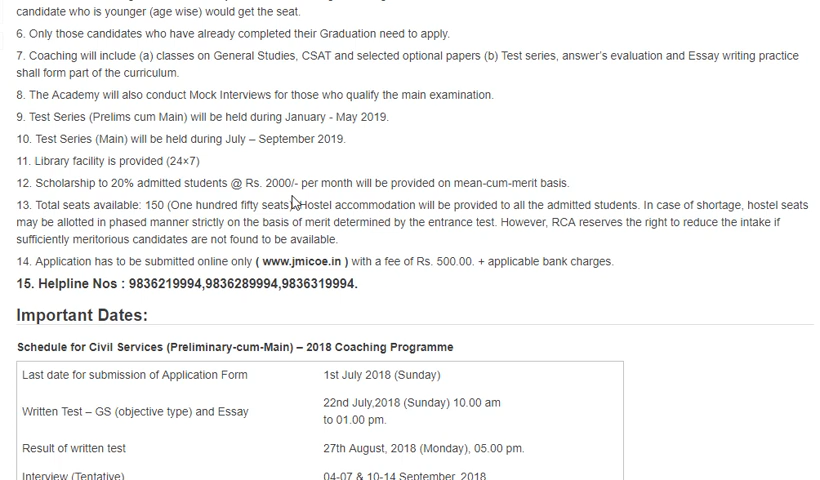 candidate who is younger (age wise) would get the seat.
6. Only those candidates who have already completed their Graduation need to apply.
7. Coaching will include (a) classes on General Studies, CSAT and selected optional papers (b) Test series, answer's evaluation and Essay writing practice
shall form part of the curriculum.
8. The Academy will also conduct Mock Interviews for those who qualify the main examination.
9. Test Series (Prelims cum Main) will be held during January - May 2019.
10. Test Series (Main) will be held during July – September 2019.
11. Library facility is provided (24×7)
12. Scholarship to 20% admitted students @ Rs. 2000/- per month will be provided on mean-cum-merit basis.
13. Total seats available: 150 (One hundred fifty seats). Hostel accommodation will be provided to all the admitted students. In case of shortage, hostel seats
may be allotted in phased manner strictly on the basis of merit determined by the entrance test. However, RCA reserves the right to reduce the intake if
sufficiently meritorious candidates are not found to be available.
14. Application has to be submitted online only ( www.jmicoe.in ) with a fee of Rs. 500.00. + applicable bank charges.
15. Helpline Nos : 9836219994,9836289994,9836319994.
Important Dates:
Schedule for Civil Services (Preliminary-cum-Main) – 2018 Coaching Programme
Last date for submission of Application Form 1st July 2018 (Sunday)
Written Test – GS (objective type) and Essay 22nd July,2018 (Sunday) 10.00 am
to 01.00 pm.
Result of written test 27th August, 2018 (Monday), 05.00 pm.
Interview (Tentative) 04-07 & 10-14 September, 2018